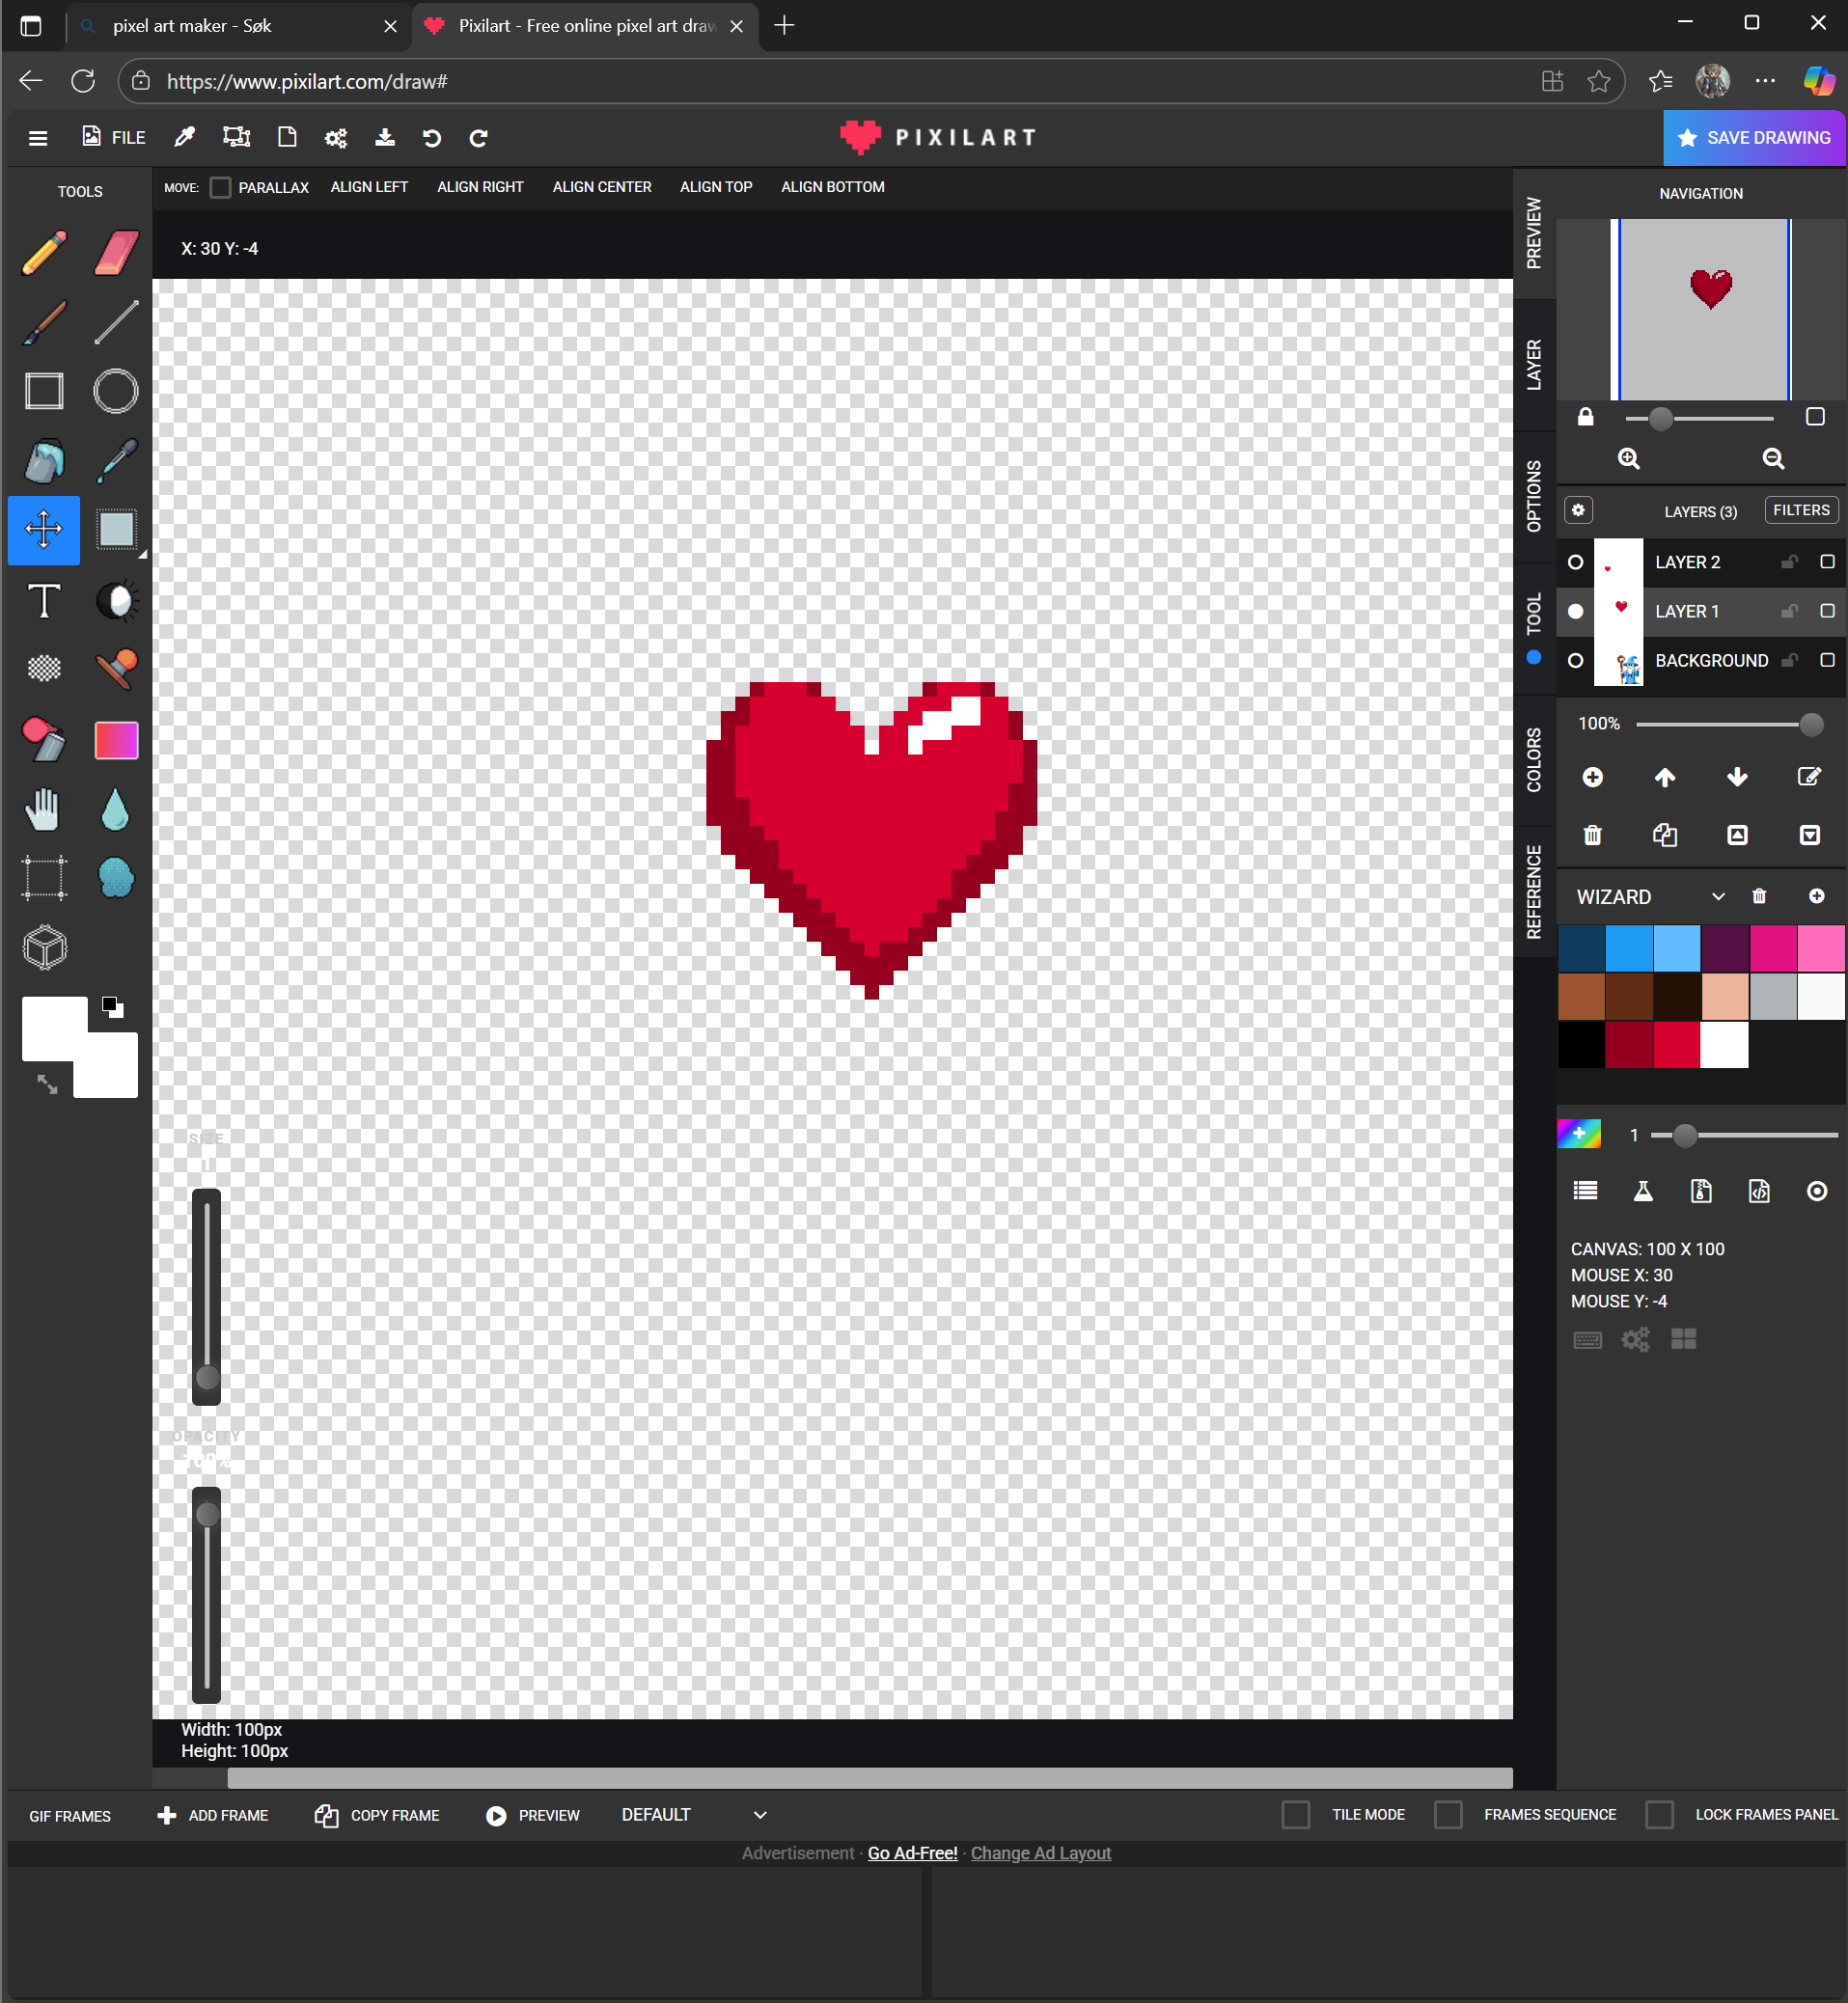 pixel art maker - Søk
Pixilart - Free online pixel art draw
https://www.pixilart.com/draw#
FILE
PIXILART
SAVE DRAWING
TOOLS
MOVE: PARALLAX ALIGN LEFT ALIGN RIGHT ALIGN CENTER ALIGN TOP ALIGN BOTTOM
X: 30 Y: -4
PREVIEW
LAYER
OPTIONS
TOOL
COLORS
REFERENCE
NAVIGATION
LAYERS (3) FILTERS
LAYER 2
LAYER 1
BACKGROUND
100%
WIZARD
1
CANVAS: 100 X 100
MOUSE X: 30
MOUSE Y: -4
SIZE
OPACITY
100%
Width: 100px
Height: 100px
GIF FRAMES ADD FRAME COPY FRAME PREVIEW DEFAULT TILE MODE FRAMES SEQUENCE LOCK FRAMES PANEL
Advertisement · Go Ad-Free! · Change Ad Layout